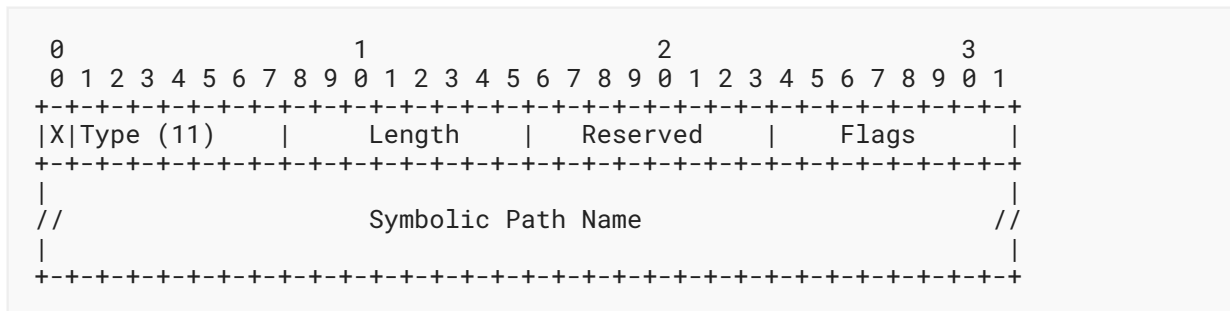 0                   1                   2                   3
 0 1 2 3 4 5 6 7 8 9 0 1 2 3 4 5 6 7 8 9 0 1 2 3 4 5 6 7 8 9 0 1
+-+-+-+-+-+-+-+-+-+-+-+-+-+-+-+-+-+-+-+-+-+-+-+-+-+-+-+-+-+-+-+-+
|X|Type (11)    |     Length    |   Reserved    |    Flags      |
+-+-+-+-+-+-+-+-+-+-+-+-+-+-+-+-+-+-+-+-+-+-+-+-+-+-+-+-+-+-+-+-+
|                                                               |
//                    Symbolic Path Name                       //
|                                                               |
+-+-+-+-+-+-+-+-+-+-+-+-+-+-+-+-+-+-+-+-+-+-+-+-+-+-+-+-+-+-+-+-+